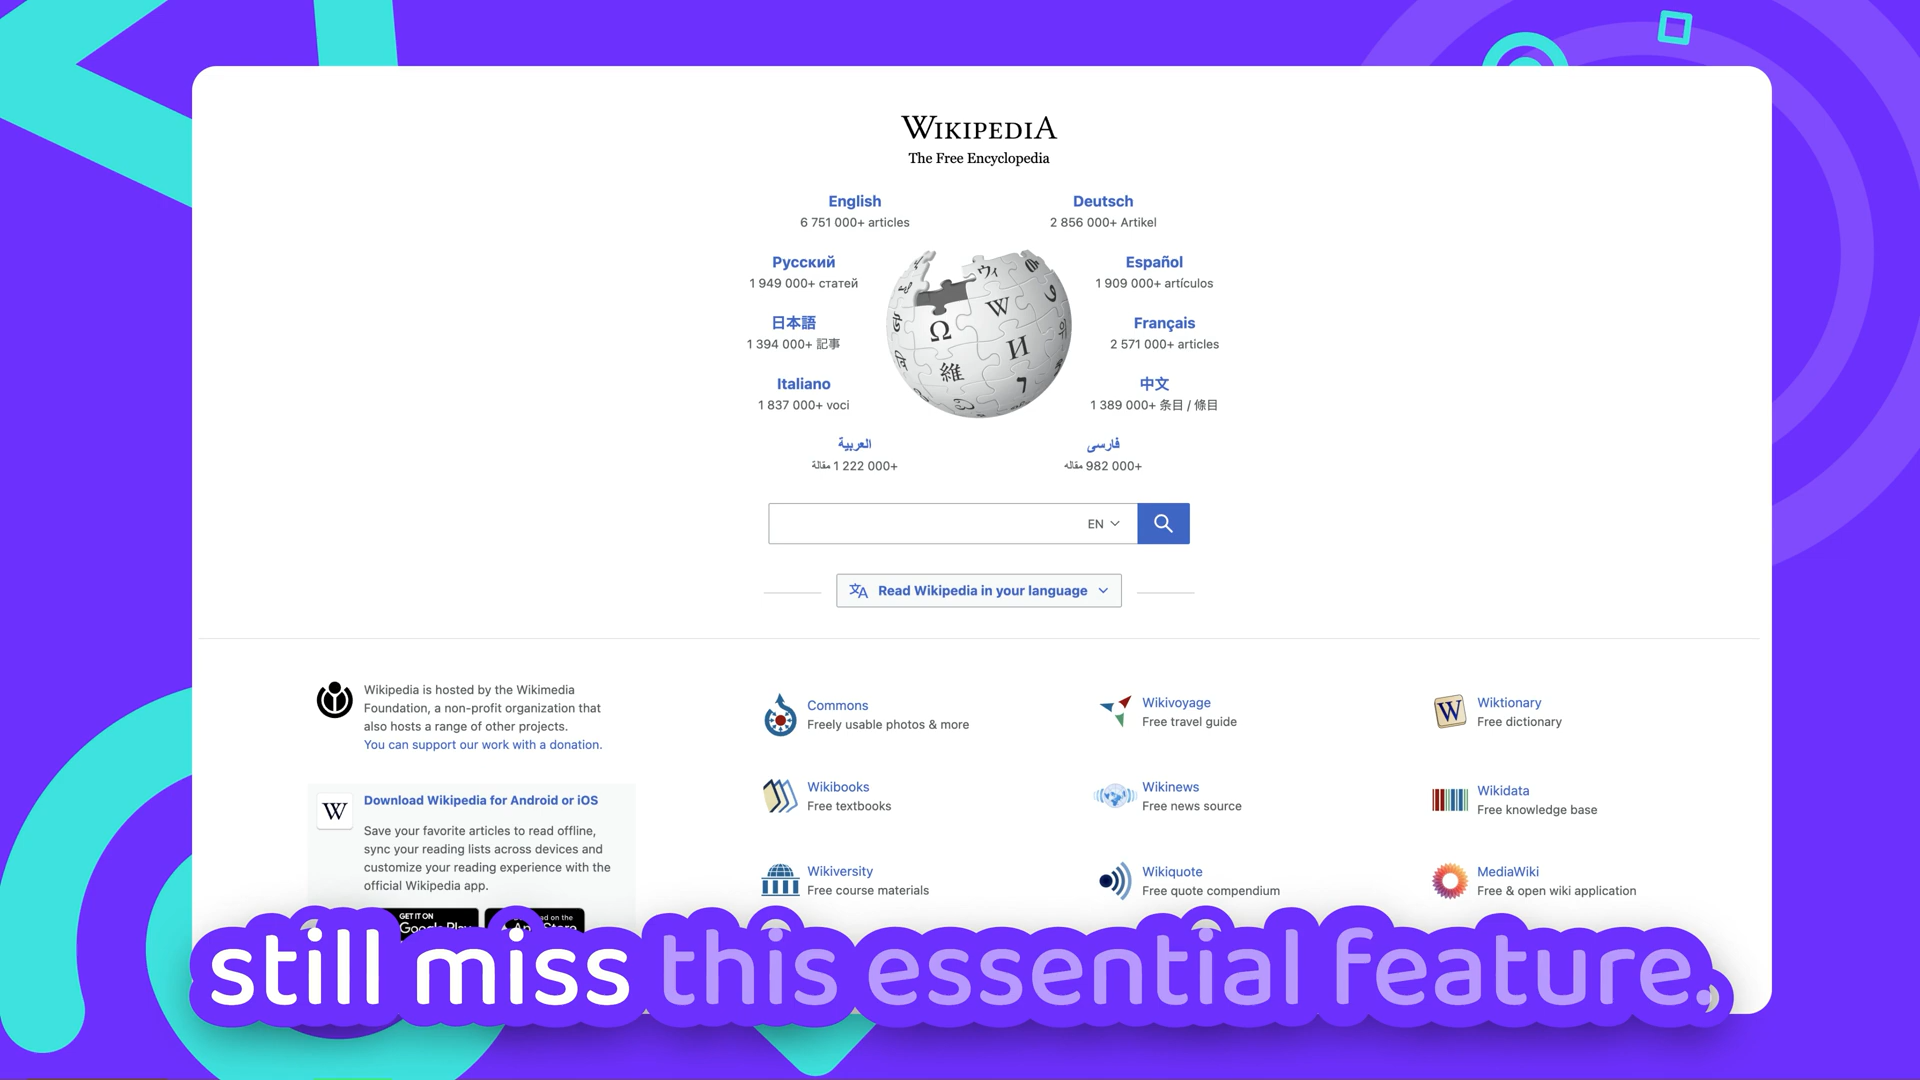 WIKIPEDIA
The Free Encyclopedia
English
6 751 000+ articles
Deutsch
2 856 000+ Artikel
Русский
1 949 000+ статей
Español
1 909 000+ artículos
日本語
1 394 000+ 記事
Français
2 571 000+ articles
Italiano
1 837 000+ voci
中文
1 389 000+ 条目 / 條目
العربية
1 222 000+ مقالة
فارسی
982 000+ مقاله
Ω
W
И
維
EN
Read Wikipedia in your language
Wikipedia is hosted by the Wikimedia
Foundation, a non-profit organization that
also hosts a range of other projects.
You can support our work with a donation.
W
Download Wikipedia for Android or iOS
Save your favorite articles to read offline,
sync your reading lists across devices and
customize your reading experience with the
official Wikipedia app.
GET IT ON
Google Play
on the
Commons
Freely usable photos & more
Wikivoyage
Free travel guide
W
Wiktionary
Free dictionary
Wikibooks
Free textbooks
Wikinews
Free news source
Wikidata
Free knowledge base
Wikiversity
Free course materials
Wikiquote
Free quote compendium
MediaWiki
Free & open wiki application
still miss this essential feature,